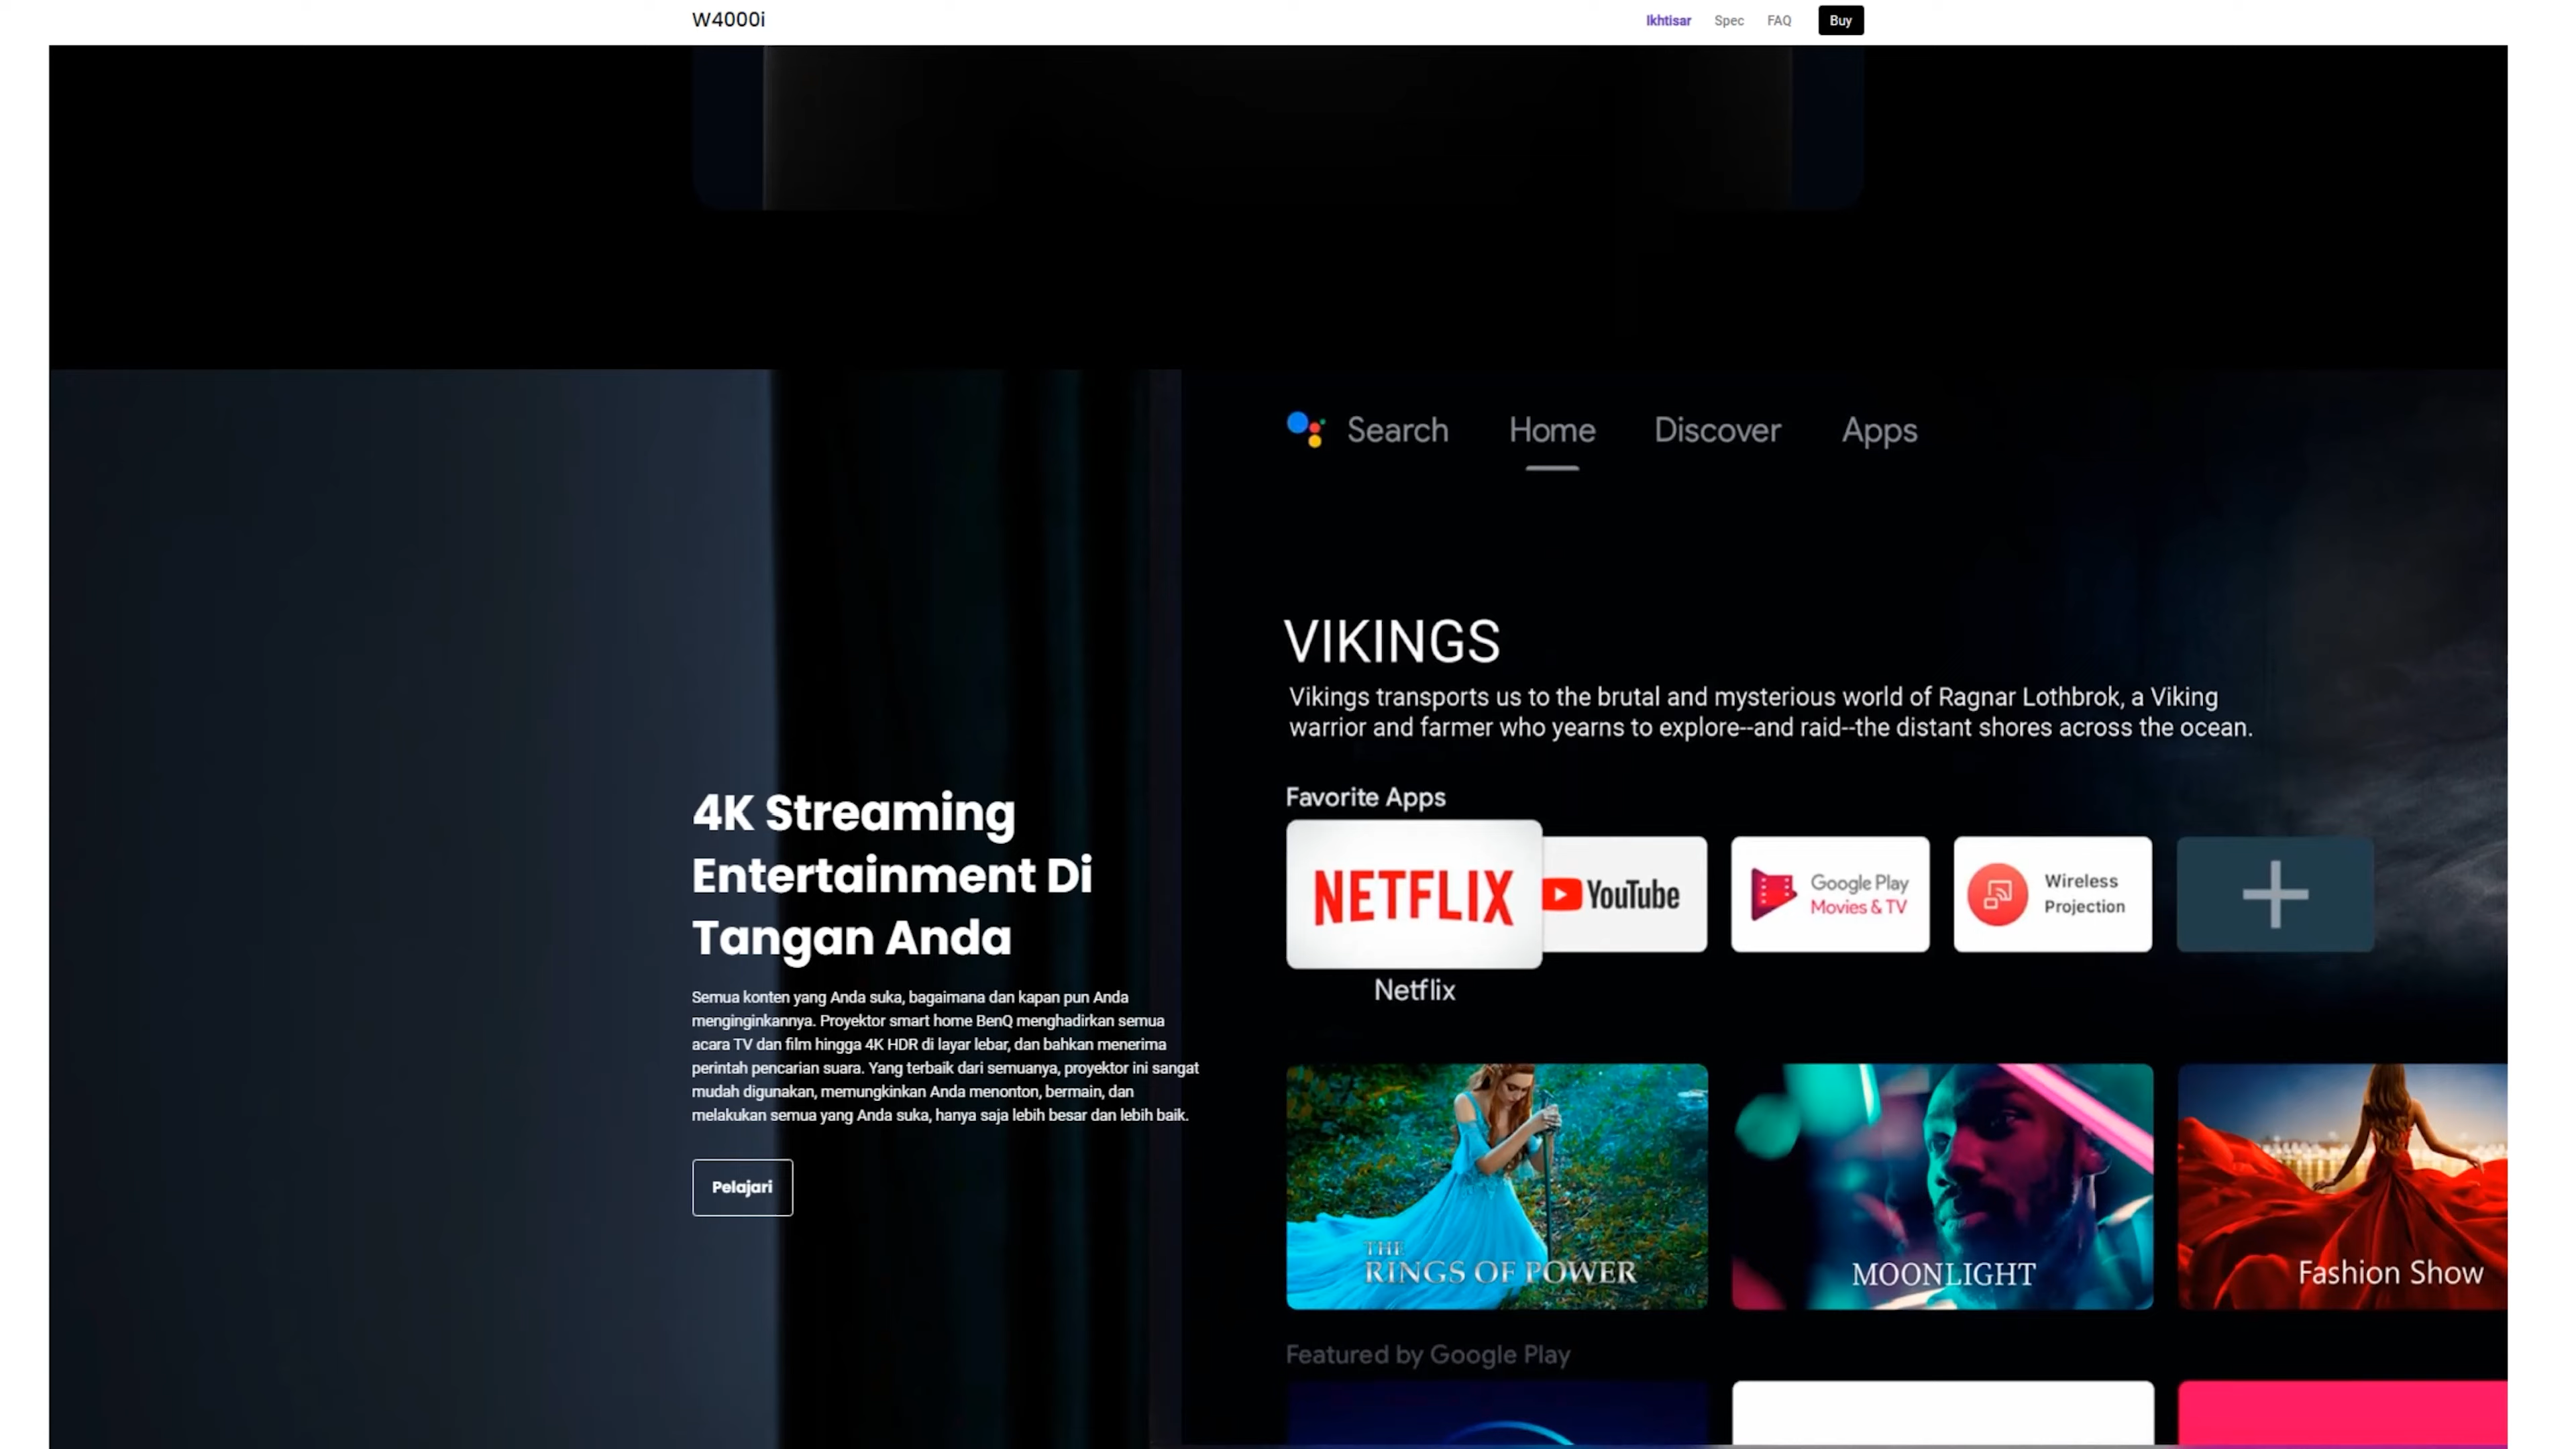 W4000i
Ikhtisar
Spec
FAQ
Buy
Search
Home
Discover
Apps
VIKINGS
Vikings transports us to the brutal and mysterious world of Ragnar Lothbrok, a Viking
warrior and farmer who yearns to explore--and raid--the distant shores across the ocean.
Favorite Apps
NETFLIX
YouTube
Google Play
Movies & TV
Wireless
Projection
Netflix
4K Streaming
Entertainment Di
Tangan Anda
Semua konten yang Anda suka, bagaimana dan kapan pun Anda
menginginkannya. Proyektor smart home BenQ menghadirkan semua
acara TV dan film hingga 4K HDR di layar lebar, dan bahkan menerima
perintah pencarian suara. Yang terbaik dari semuanya, proyektor ini sangat
mudah digunakan, memungkinkan Anda menonton, bermain, dan
melakukan semua yang Anda suka, hanya saja lebih besar dan lebih baik.
Pelajari
THE
RINGS OF POWER
MOONLIGHT
Fashion Show
Featured by Google Play